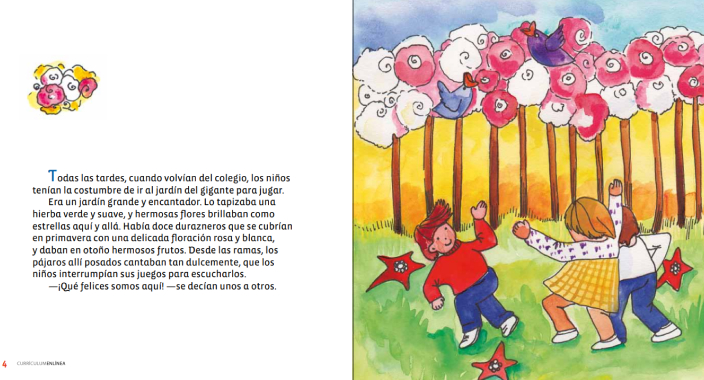 Todas las tardes, cuando volvían del colegio, los niños
tenían la costumbre de ir al jardín del gigante para jugar.
Era un jardín grande y encantador. Lo tapizaba una
hierba verde y suave, y hermosas flores brillaban como
estrellas aquí y allá. Había doce durazneros que se cubrían
en primavera con una delicada floración rosa y blanca,
y daban en otoño hermosos frutos. Desde las ramas, los
pájaros allí posados cantaban tan dulcemente, que los
niños interrumpían sus juegos para escucharlos.
—¡Qué felices somos aquí! —se decían unos a otros.
4 CURRÍCULUMENLÍNEA